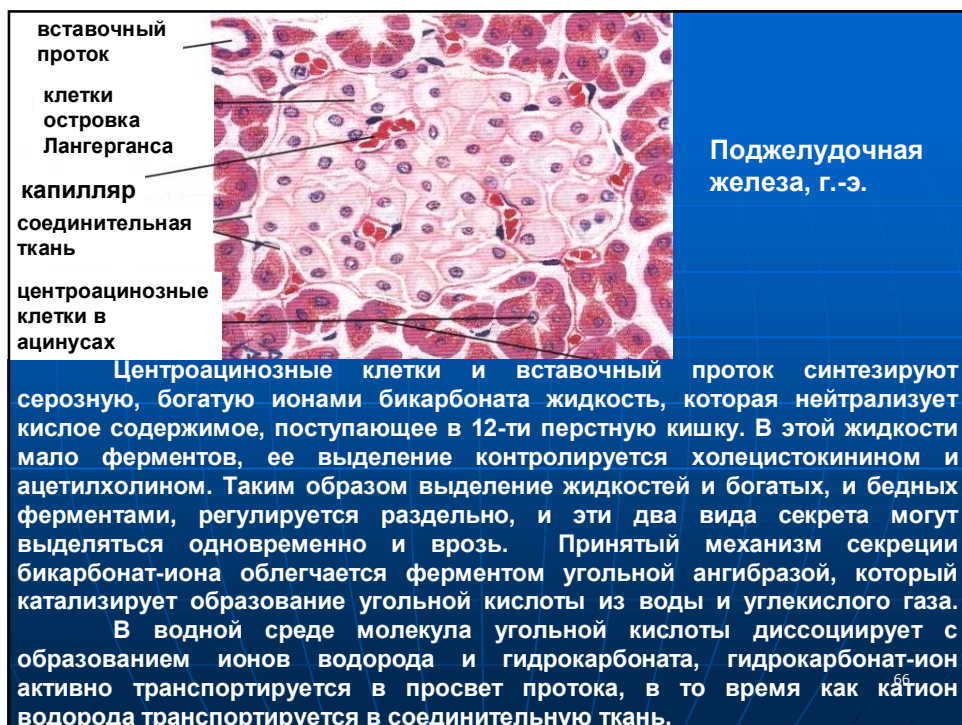 вставочный
проток
клетки
островка
Лангерганса
капилляр
соединительная
ткань
центроацинозные
клетки в
ацинусах
Поджелудочная
железа, г.-э.
Центроацинозные клетки и вставочный проток синтезируют
серозную, богатую ионами бикарбоната жидкость, которая нейтрализует
кислое содержимое, поступающее в 12-ти перстную кишку. В этой жидкости
мало ферментов, ее выделение контролируется холецистокинином и
ацетилхолином. Таким образом выделение жидкостей и богатых, и бедных
ферментами, регулируется раздельно, и эти два вида секрета могут
выделяться одновременно и врозь. Принятый механизм секреции
бикарбонат-иона облегчается ферментом угольной ангибразой, который
катализирует образование угольной кислоты из воды и углекислого газа.
В водной среде молекула угольной кислоты диссоциирует с
образованием ионов водорода и гидрокарбоната, гидрокарбонат-ион
активно транспортируется в просвет протока, в то время как катион
водорода транспортируется в соединительную ткань.
66